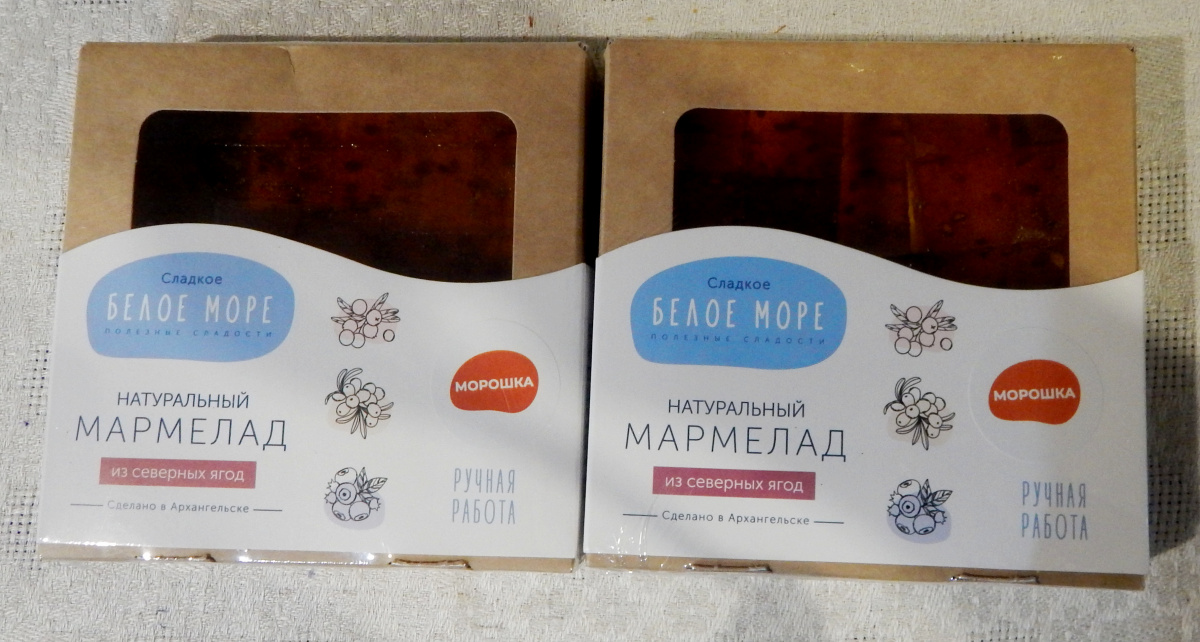 Сладкое
БЕЛОЕ МОРЕ
ПОЛЕЗНЫЕ СЛАДОСТИ
НАТУРАЛЬНЫЙ
МАРМЕЛАД
из северных ягод
Сделано в Архангельске
МОРОШКА
РУЧНАЯ
РАБОТА
Сладкое
БЕЛОЕ МОРЕ
ПОЛЕЗНЫЕ СЛАДОСТИ
НАТУРАЛЬНЫЙ
МАРМЕЛАД
из северных ягод
Сделано в Архангельске
МОРОШКА
РУЧНАЯ
РАБОТА